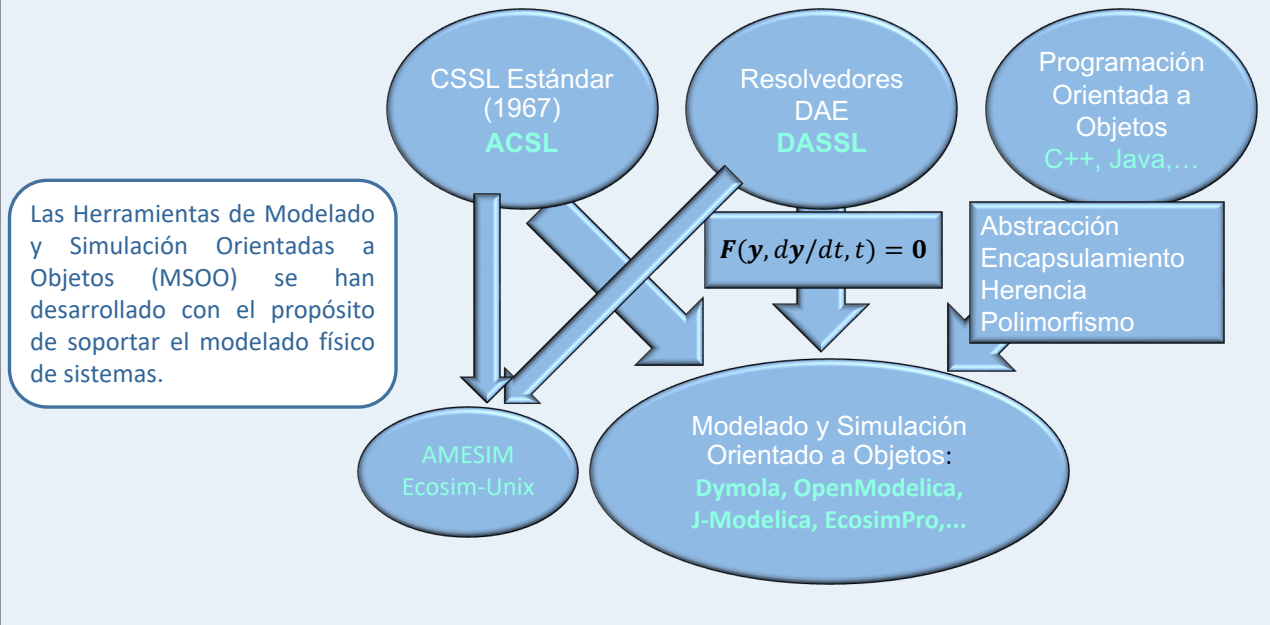 CSSL Estándar
(1967)
ACSL
Resolvedores
DAE
DASSL
Programación
Orientada a
Objetos
C++, Java,...
Las Herramientas de Modelado
y Simulación Orientadas a
Objetos (MSOO) se han
desarrollado con el propósito
de soportar el modelado físico
de sistemas.
F(y, dy/dt, t) = 0
Abstracción
Encapsulamiento
Herencia
Polimorfismo
AMESIM
Ecosim-Unix
Modelado y Simulación
Orientado a Objetos:
Dymola, OpenModelica,
J-Modelica, EcosimPro,...